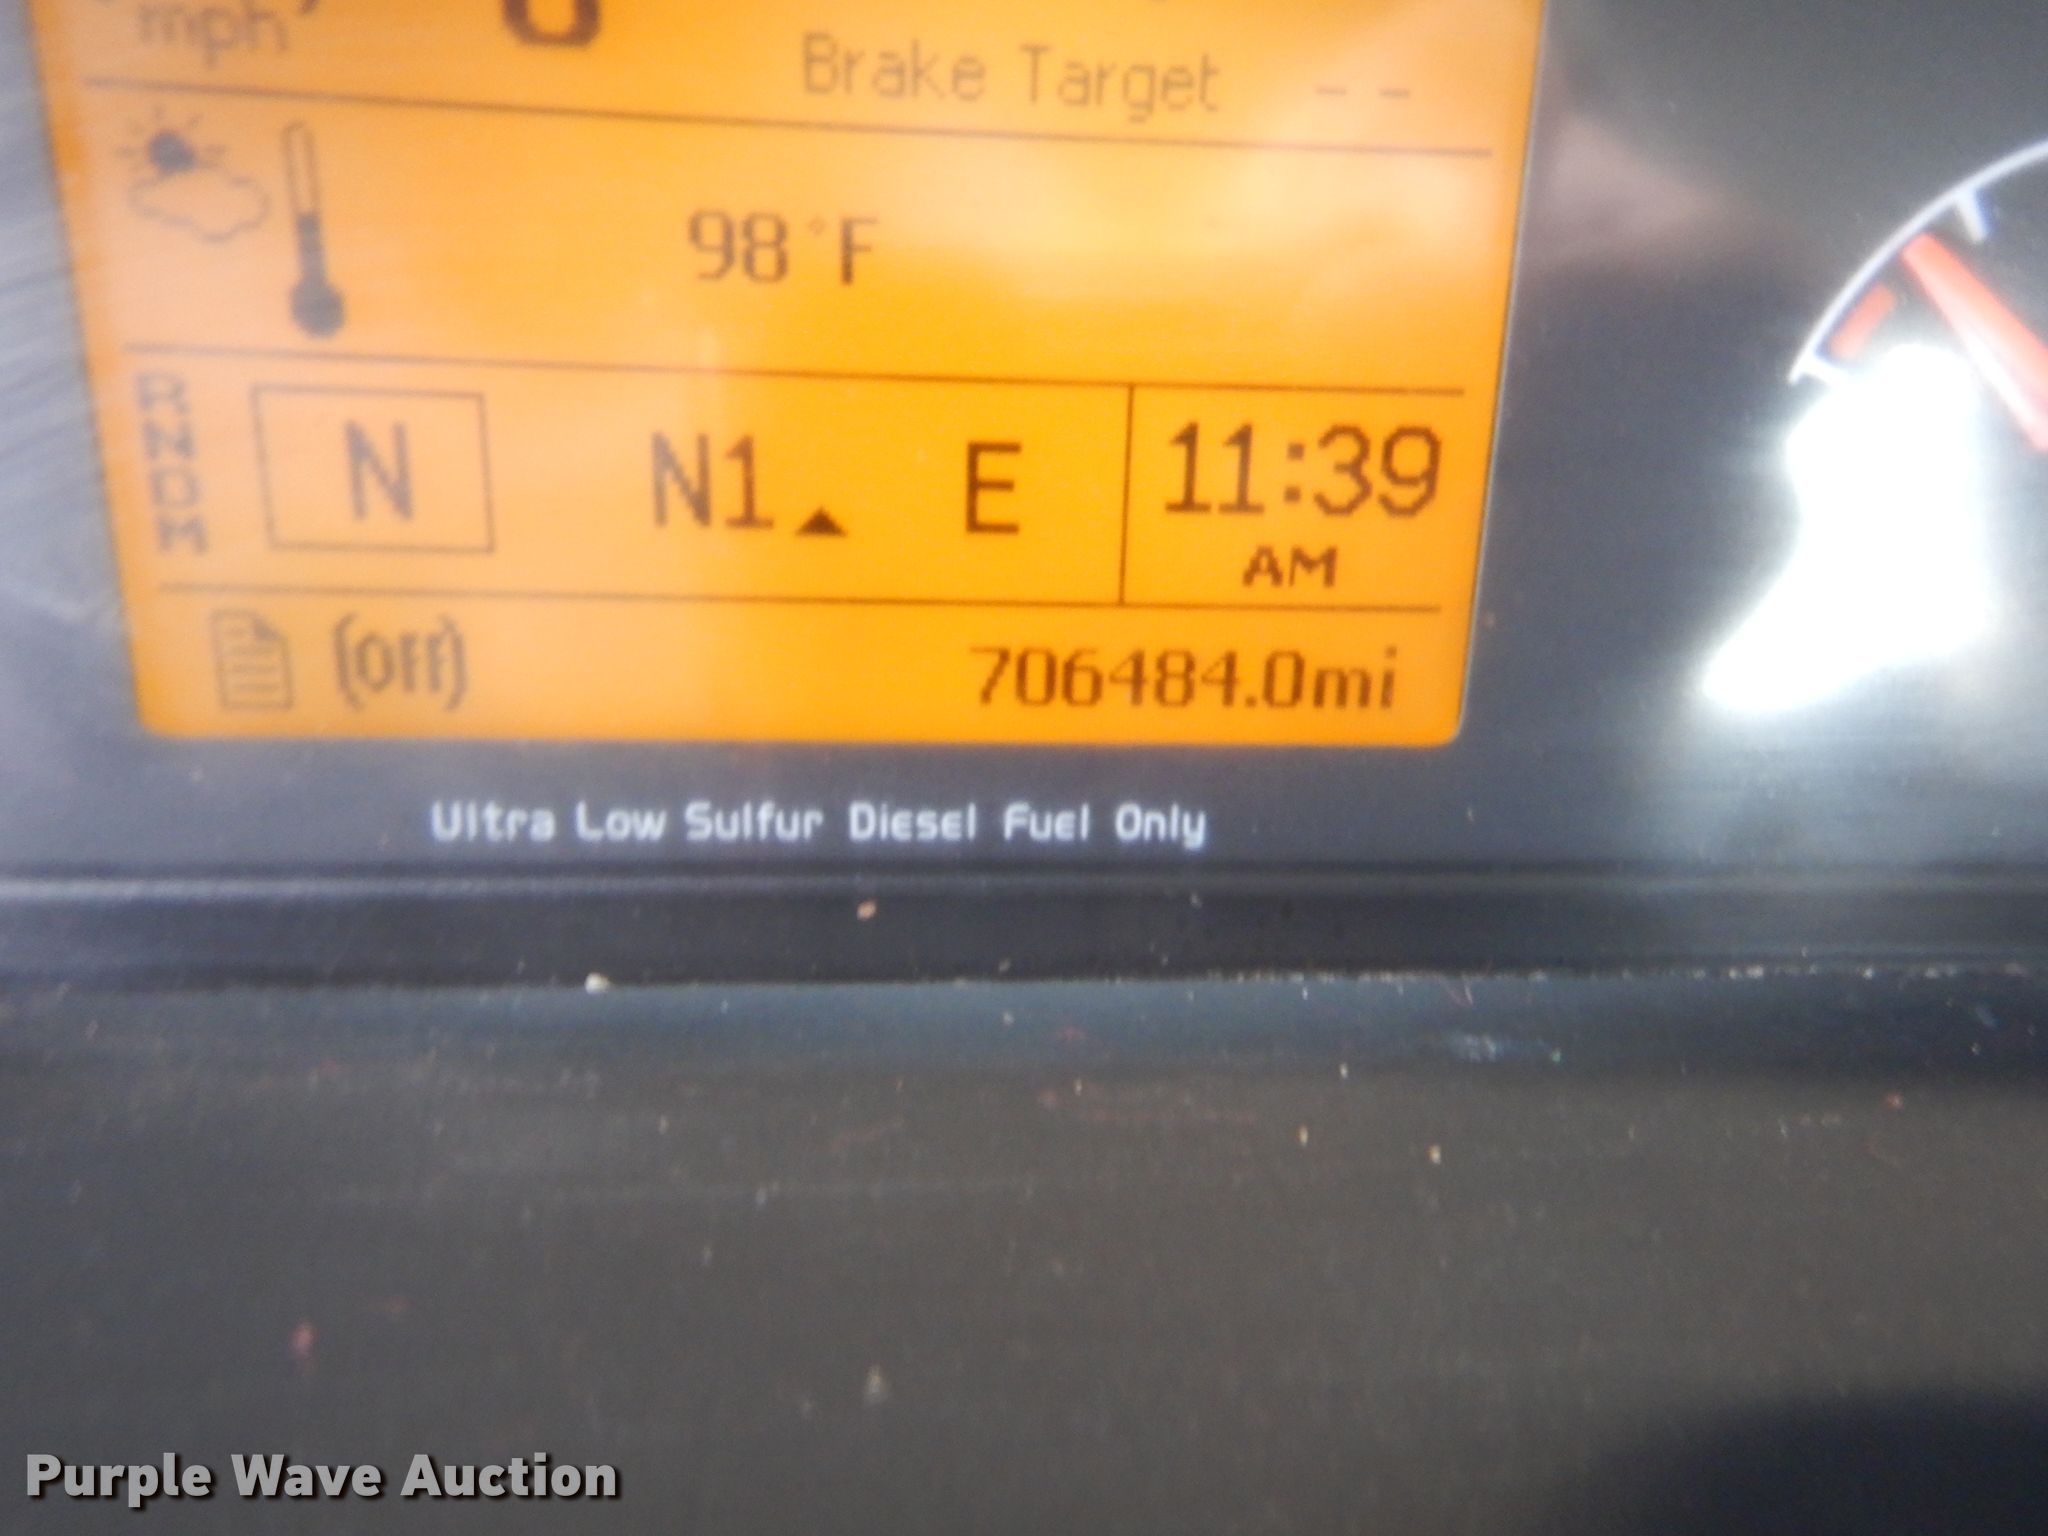 mph 0
Brake Target --
98 °F
R
N
D
M
N N1 E 11:39
AM
(Off) 706484.0mi
Ultra Low Sulfur Diesel Fuel Only
Purple Wave Auction